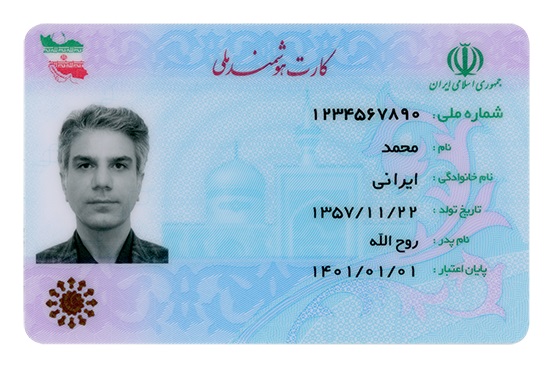 کارت هوشمند ملی
جمهوری اسلامی ایران
شماره ملی : ۱۲۳۴۵۶۷۸۹۰
نام : محمد
نام خانوادگی : ایرانی
تاریخ تولد : ۱۳۵۷/۱۱/۲۲
نام پدر : روح الله
پایان اعتبار : ۱۴۰۱/۰۱/۰۱